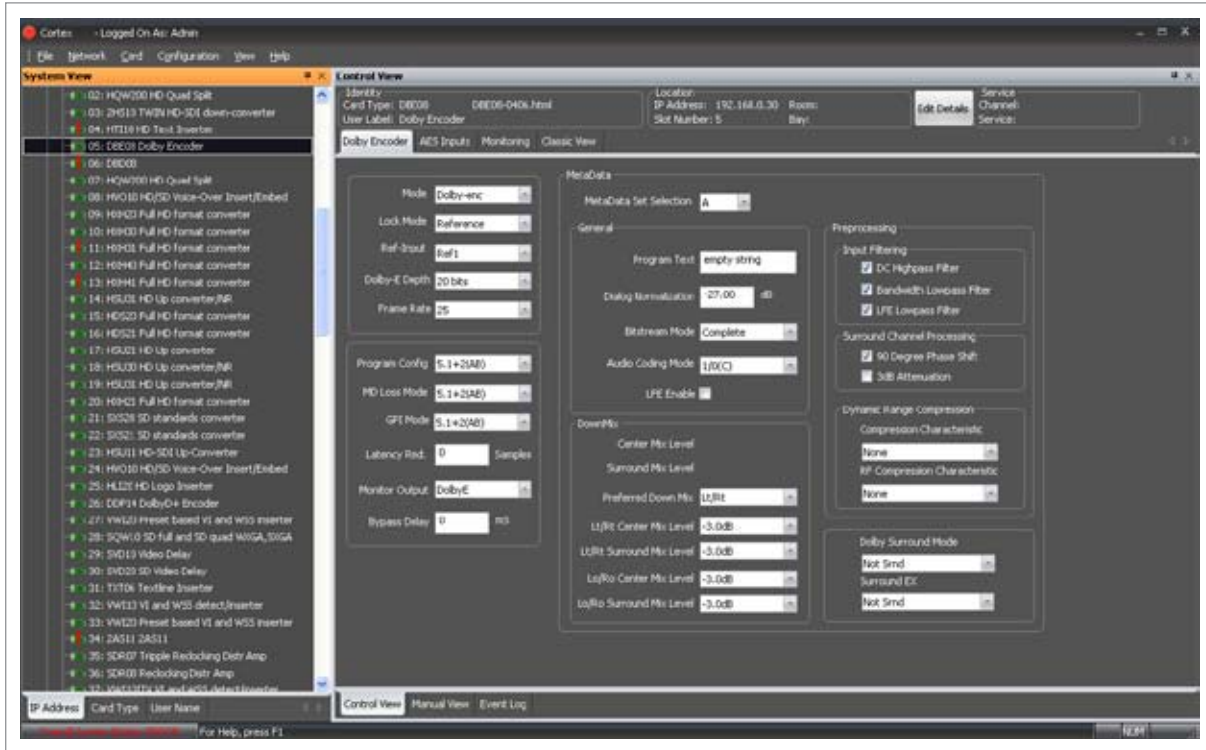 Cortex - Logged On As: Admin
File Network Card Configuration View Help
System View
02: HQW200 HD Quad Split
03: 2HS10 TWIN HD-SDI down-converter
04: HTI10 HD Text Inserter
05: DBE08 Dolby Encoder
06: DBD08
07: HQW200 HD Quad Split
08: HVO10 HD/SD Voice-Over Insert/Embed
09: HXH20 Full HD format converter
10: HXH00 Full HD format converter
11: HXH01 Full HD format converter
12: HXH40 Full HD format converter
13: HXH41 Full HD format converter
14: HSU31 HD Up converter/NR
15: HDS20 Full HD format converter
16: HDS21 Full HD format converter
17: HSU21 HD Up converter
18: HSU30 HD Up converter/NR
19: HSU31 HD Up converter/NR
20: HXH21 Full HD format converter
21: SXS26 SD standards converter
22: SXS21 SD standards converter
23: HSU11 HD-SDI Up-Converter
24: HVO10 HD/SD Voice-Over Insert/Embed
25: HLI20 HD Logo Inserter
26: DDP14 DolbyD+ Encoder
27: VWI20 Preset based VI and WSS inserter
28: SQW10 SD full and SD quad WXGA,SXGA
29: SVD10 Video Delay
30: SVD20 SD Video Delay
31: TXT06 Textline Inserter
32: VWI13 VI and WSS detect/inserter
33: VWI20 Preset based VI and WSS inserter
34: 2AS11 2AS11
35: SDR07 Tripple Reclocking Distr Amp
36: SDR08 Reclocking Distr Amp
IP Address Card Type User Name
Control View
Identity
Card Type: DBE08 DBE08-0406.html
User Label: Dolby Encoder
Location
IP Address: 192.168.0.30 Room:
Slot Number: 5 Bay:
Edit Details
Service
Channel:
Service:
Dolby Encoder AES Inputs Monitoring Classic View
Mode Dolby-enc
Lock Mode Reference
Ref-Input Ref1
Dolby-E Depth 20 bits
Frame Rate 25
Program Config 5.1+2(AB)
MD Loss Mode 5.1+2(AB)
GPI Mode 5.1+2(AB)
Latency Red. 0 Samples
Monitor Output DolbyE
Bypass Delay 0 mS
MetaData
MetaData Set Selection A
General
Program Text empty string
Dialog Normalization -27.00 dB
Bitstream Mode Complete
Audio Coding Mode 1/0(C)
LFE Enable
DownMix
Center Mix Level
Surround Mix Level
Preferred Down Mix Lt/Rt
Lt/Rt Center Mix Level -3.0dB
Lt/Rt Surround Mix Level -3.0dB
Lo/Ro Center Mix Level -3.0dB
Lo/Ro Surround Mix Level -3.0dB
Preprocessing
Input Filtering
DC Highpass Filter
Bandwidth Lowpass Filter
LFE Lowpass Filter
Surround Channel Processing
90 Degree Phase Shift
3dB Attenuation
Dynamic Range Compression
Compression Characteristic
None
RF Compression Characteristic
None
Dolby Surround Mode
Not Srnd
Surround EX
Not Srnd
Control View Manual View Event Log
For Help, press F1
NUM